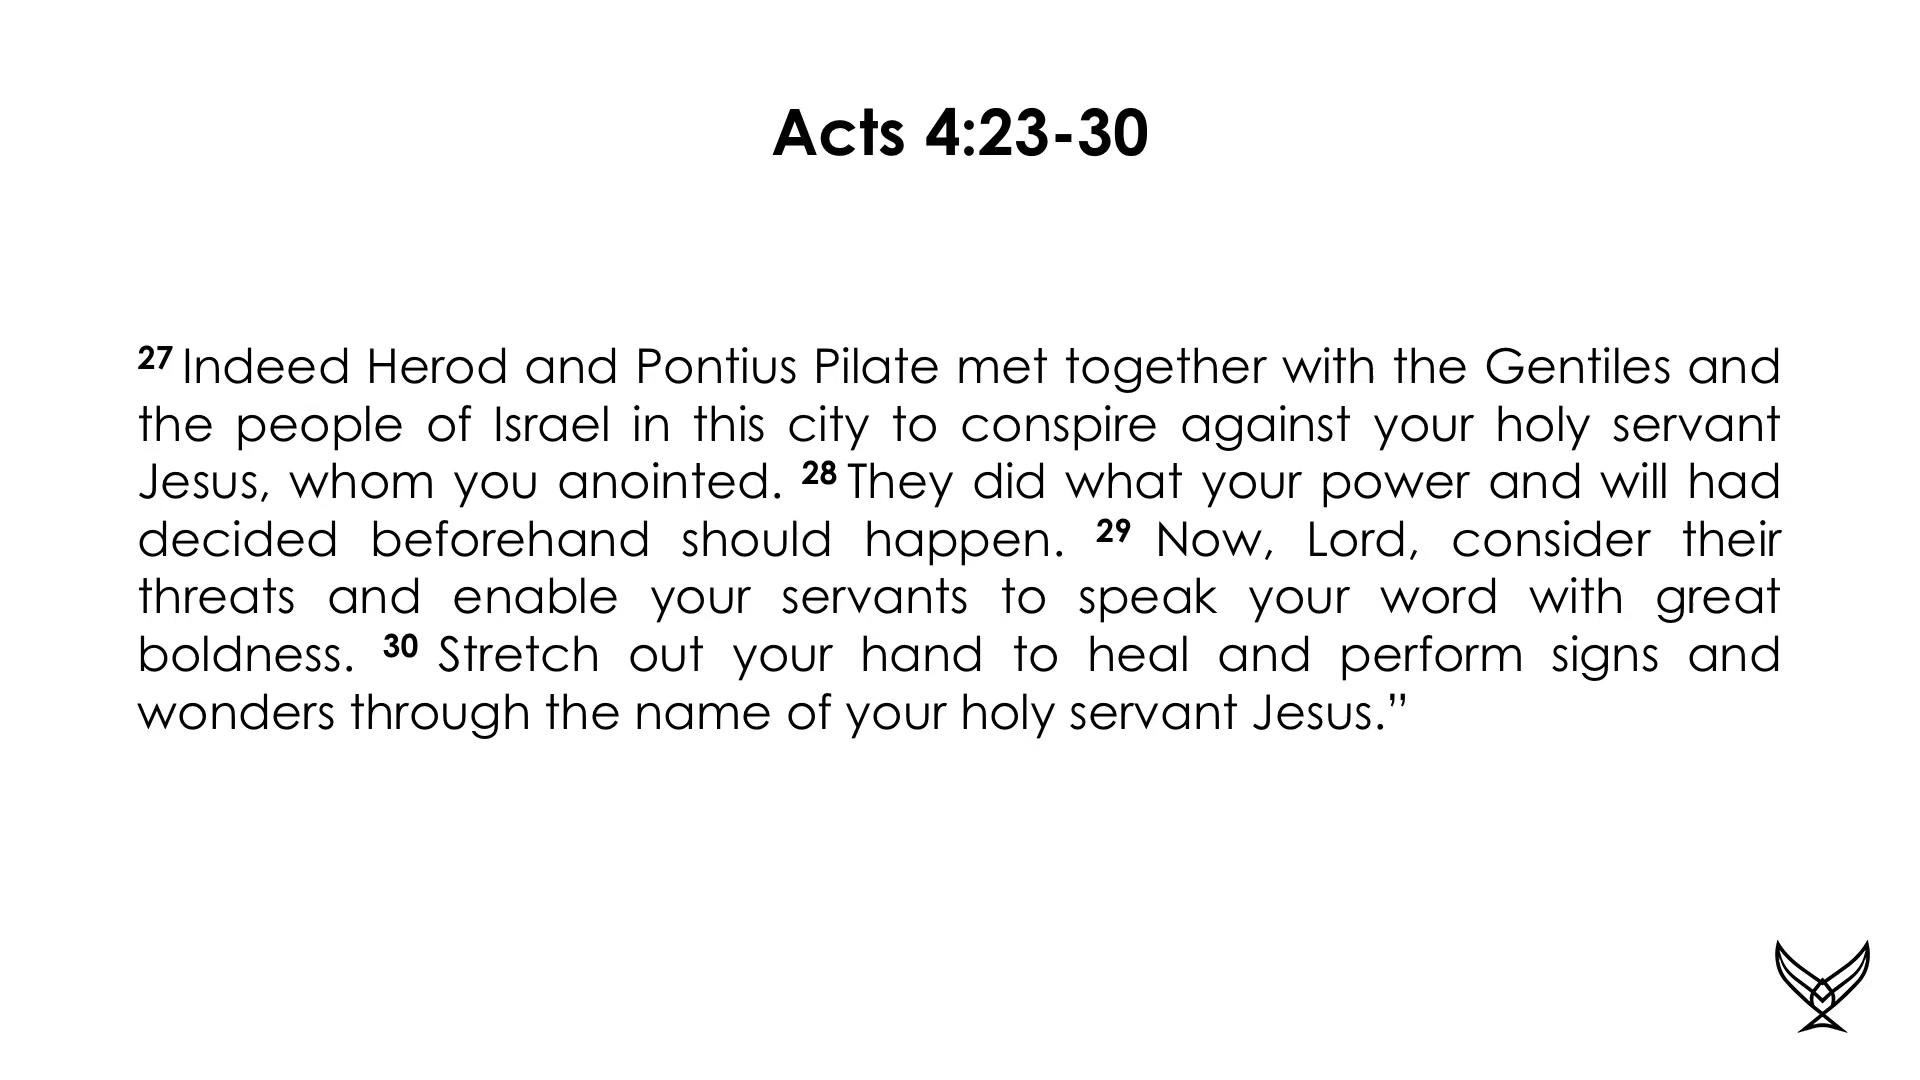 Acts 4:23-30
27 Indeed Herod and Pontius Pilate met together with the Gentiles and
the people of Israel in this city to conspire against your holy servant
Jesus, whom you anointed. 28 They did what your power and will had
decided beforehand should happen. 29 Now, Lord, consider their
threats and enable your servants to speak your word with great
boldness. 30 Stretch out your hand to heal and perform signs and
wonders through the name of your holy servant Jesus.”